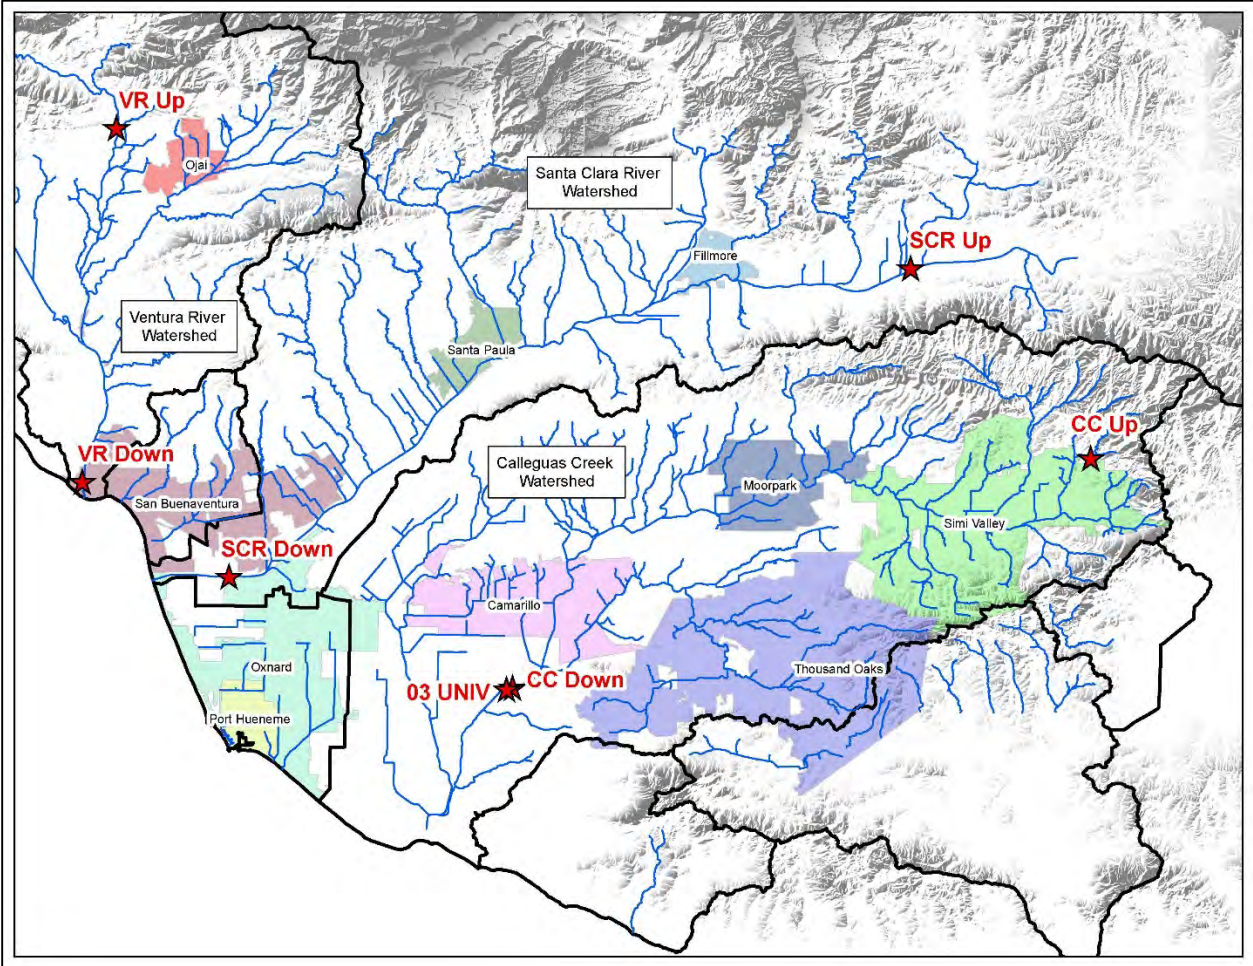 VR Up
Ojai
Santa Clara River
Watershed
SCR Up
Fillmore
Ventura River
Watershed
Santa Paula
CC Up
VR Down
Calleguas Creek
Watershed
Moorpark
San Buenaventura
Simi Valley
SCR Down
Camarillo
Oxnard
Thousand Oaks
03 UNIV
CC Down
Port Hueneme